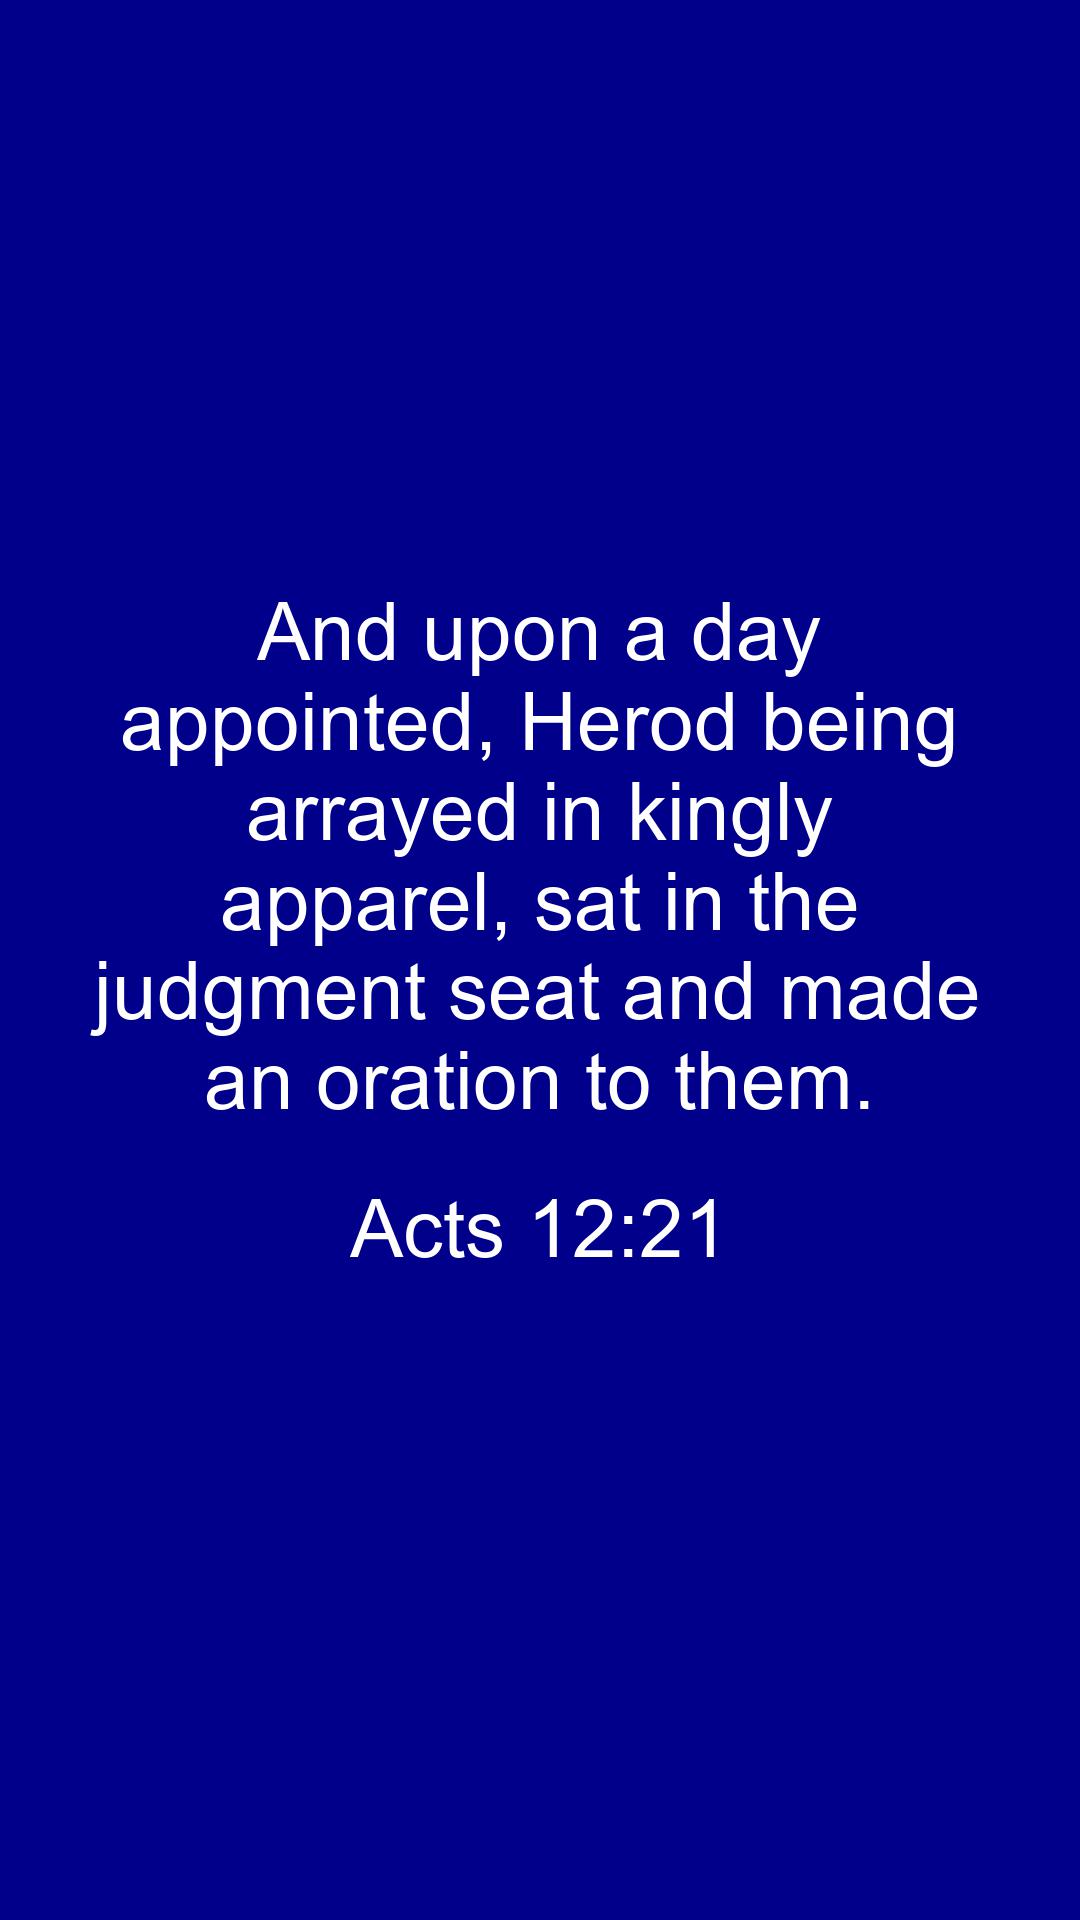 And upon a day
appointed, Herod being
arrayed in kingly
apparel, sat in the
judgment seat and made
an oration to them.
Acts 12:21